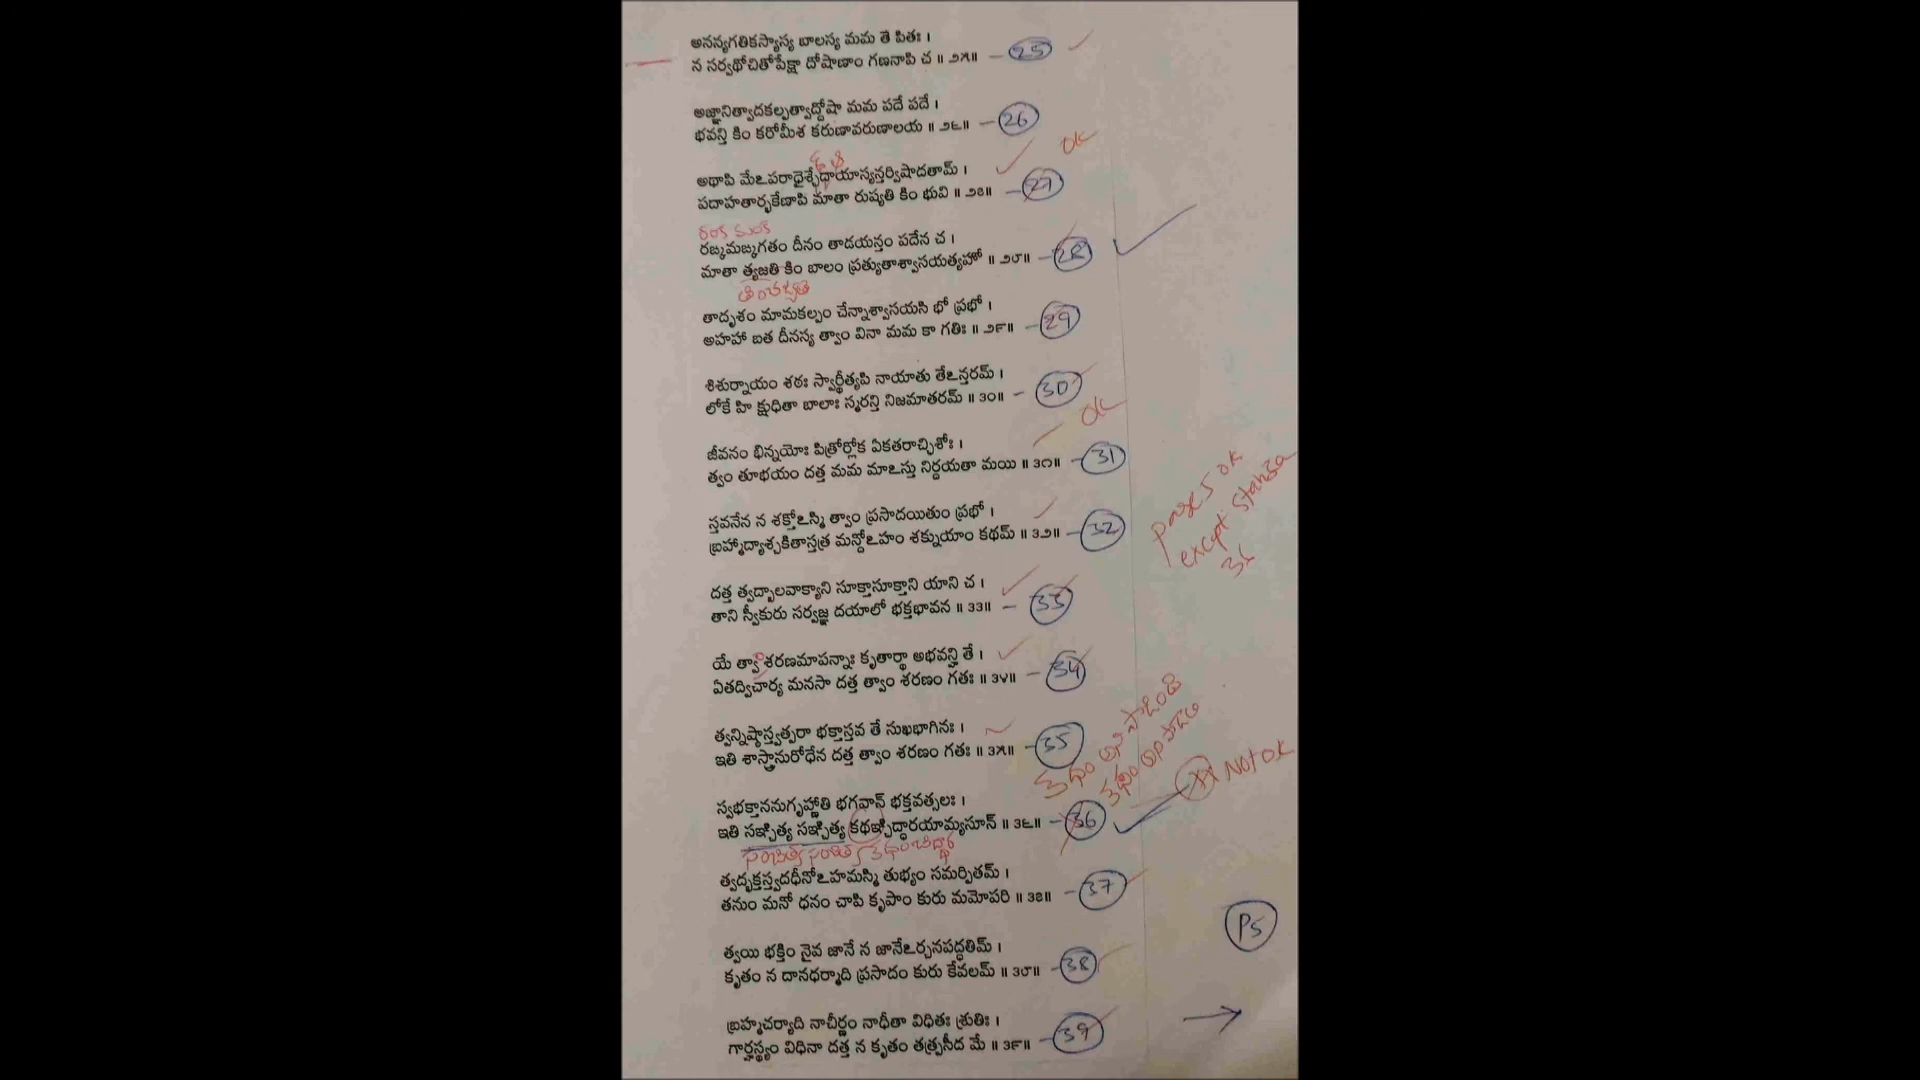 అనన్యగతికస్యాస్య బాలస్య మమ తే పితః ।
న సర్వథోచితోపేక్షా దోషాణాం గణనాపి చ ॥ ౨౫॥ – 25
అజ్ఞానిత్వాదకల్పత్వాద్దోషా మమ పదే పదే ।
భవన్తి కిం కరోమీశ కరుణావరుణాలయ ॥ ౨౬॥ – 26
OK
అథాపి మేఽపరాధైశ్చేదాయాస్యన్తర్విషాదతామ్ ।
పదాహతార్భకేణాపి మాతా రుష్యతి కిం భువి ॥ ౨౭॥ – 27
రంక మంక
రఙ్కమఙ్కగతం దీనం తాడయన్తం పదేన చ ।
మాతా త్యజతి కిం బాలం ప్రత్యుతాశ్వాసయత్యహో ॥ ౨౮॥ – 28
తాదృశం మామకల్పం చేన్నాశ్వాసయసి భో ప్రభో ।
అహహా బత దీనస్య త్వాం వినా మమ కా గతిః ॥ ౨౯॥ – 29
శిశుర్నాయం శఠః స్వార్థీత్యపి నాయాతు తేఽన్తరమ్ ।
లోకే హి క్షుధితా బాలాః స్మరన్తి నిజమాతరమ్ ॥ ౩౦॥ – 30
OK
జీవనం భిన్నయోః పిత్రోర్లోక ఏకతరాచ్ఛిశోః ।
త్వం తూభయం దత్త మమ మాఽస్తు నిర్దయతా మయి ॥ ౩౧॥ – 31
స్తవనేన న శక్తోఽస్మి త్వాం ప్రసాదయితుం ప్రభో ।
బ్రహ్మాద్యాశ్చకితాస్తత్ర మన్దోఽహం శక్నుయాం కథమ్ ॥ ౩౨॥ – 32
page 5 OK
except stanza
36
దత్త త్వద్బాలవాక్యాని సూక్తాసూక్తాని యాని చ ।
తాని స్వీకురు సర్వజ్ఞ దయాలో భక్తభావన ॥ ౩౩॥ – 33
యే త్వా శరణమాపన్నాః కృతార్థా అభవన్హి తే ।
ఏతద్విచార్య మనసా దత్త త్వాం శరణం గతః ॥ ౩౪॥ – 34
త్వన్నిష్ఠాస్త్వత్పరా భక్తాస్తవ తే సుఖభాగినః ।
ఇతి శాస్త్రానురోధేన దత్త త్వాం శరణం గతః ॥ ౩౫॥ – 35
Not OK
స్వభక్తాననుగృహ్ణాతి భగవాన్ భక్తవత్సలః ।
ఇతి సఞ్చిత్య సఞ్చిత్య కథఞ్చిద్ధారయామ్యసూన్ ॥ ౩౬॥ – 36
త్వద్భక్తస్త్వదధీనోఽహమస్మి తుభ్యం సమర్పితమ్ ।
తనుం మనో ధనం చాపి కృపాం కురు మమోపరి ॥ ౩౭॥ – 37
P5
త్వయి భక్తిం నైవ జానే న జానేఽర్చనపద్ధతిమ్ ।
కృతం న దానధర్మాది ప్రసాదం కురు కేవలమ్ ॥ ౩౮॥ – 38
బ్రహ్మచర్యాది నాచీర్ణం నాధీతా విధితః శ్రుతిః ।
గార్హస్థ్యం విధినా దత్త న కృతం తత్ప్రసీద మే ॥ ౩౯॥ – 39